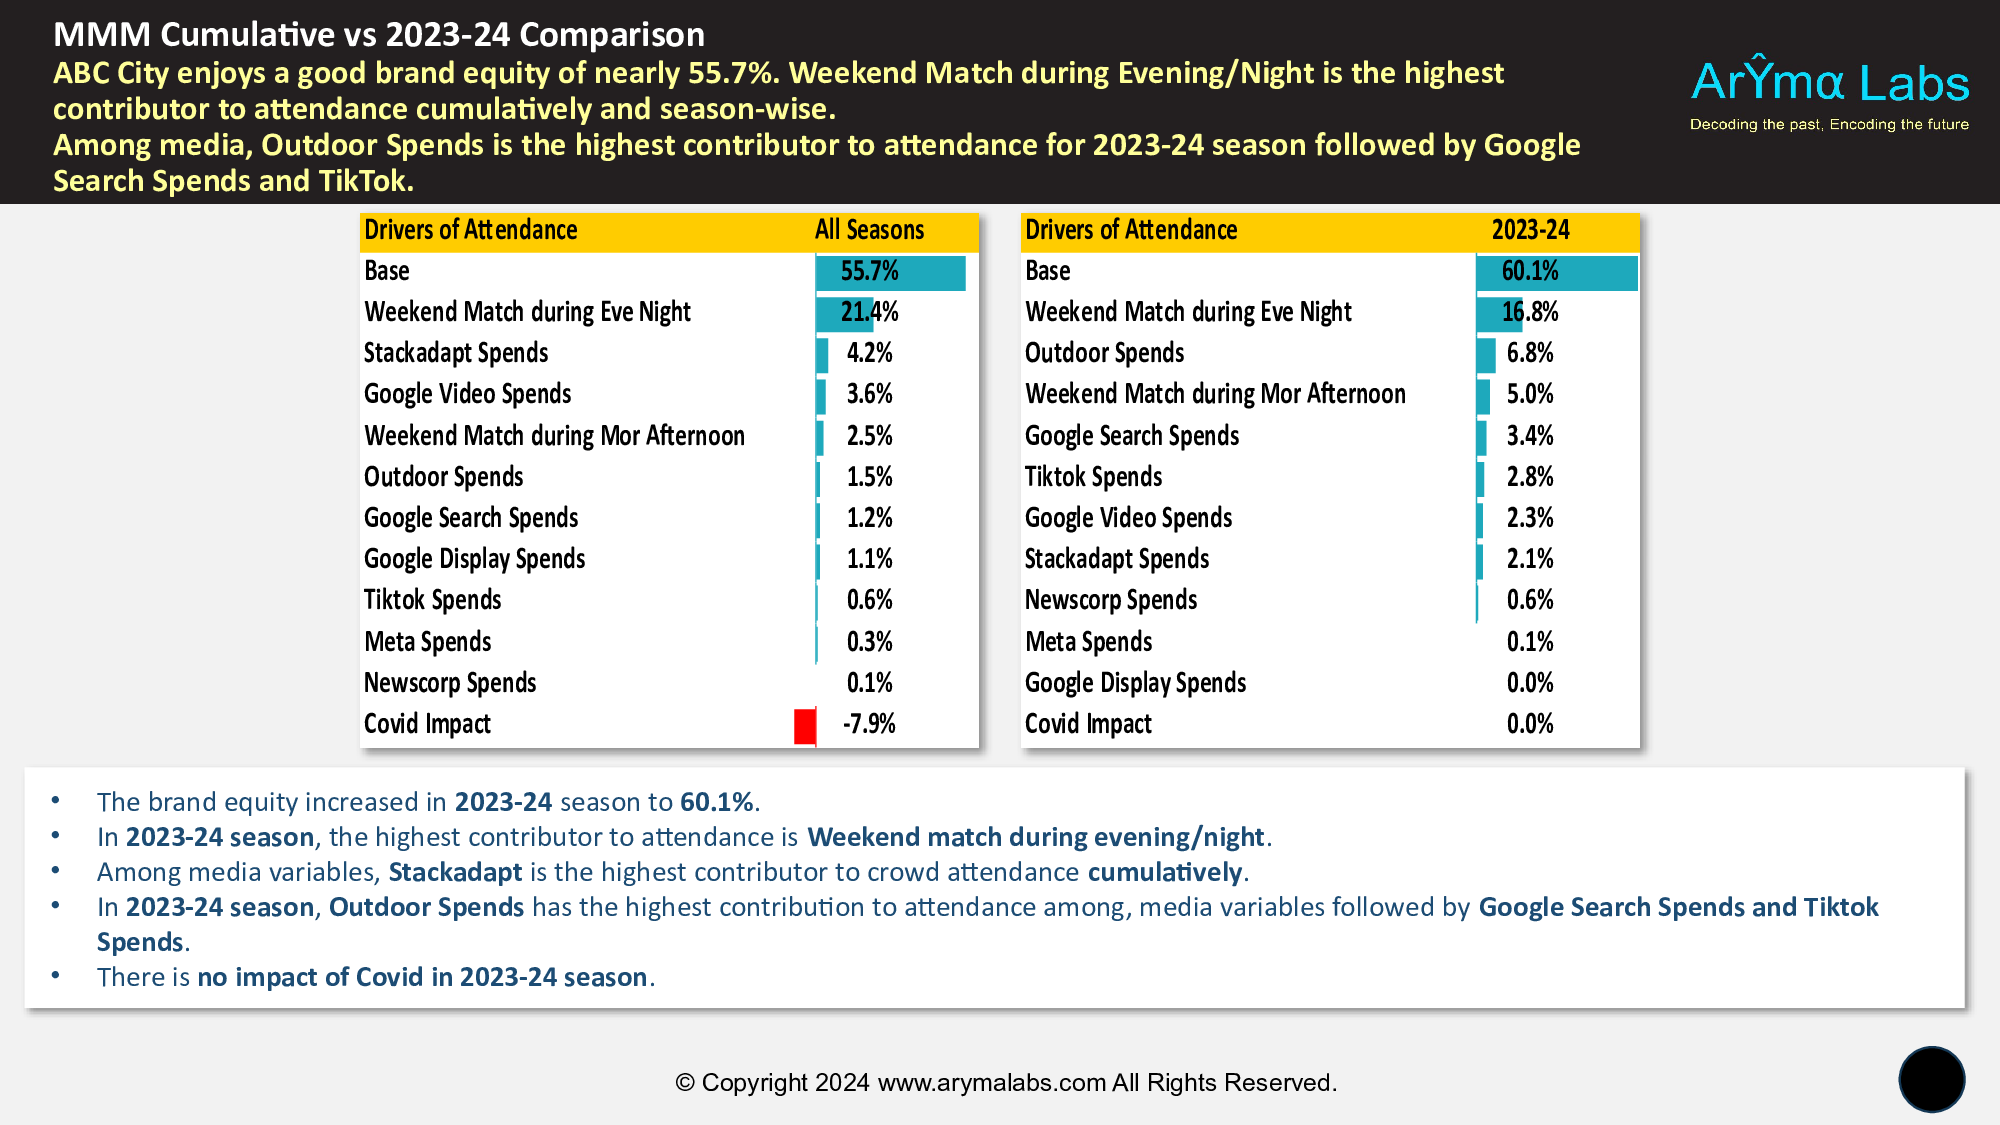 MMM Cumulative vs 2023-24 Comparison
ABC City enjoys a good brand equity of nearly 55.7%. Weekend Match during Evening/Night is the highest
contributor to attendance cumulatively and season-wise.
Among media, Outdoor Spends is the highest contributor to attendance for 2023-24 season followed by Google
Search Spends and TikTok.
ArŶmα Labs
Decoding the past, Encoding the future
Drivers of Attendance All Seasons
Base 55.7%
Weekend Match during Eve Night 21.4%
Stackadapt Spends 4.2%
Google Video Spends 3.6%
Weekend Match during Mor Afternoon 2.5%
Outdoor Spends 1.5%
Google Search Spends 1.2%
Google Display Spends 1.1%
Tiktok Spends 0.6%
Meta Spends 0.3%
Newscorp Spends 0.1%
Covid Impact -7.9%
Drivers of Attendance 2023-24
Base 60.1%
Weekend Match during Eve Night 16.8%
Outdoor Spends 6.8%
Weekend Match during Mor Afternoon 5.0%
Google Search Spends 3.4%
Tiktok Spends 2.8%
Google Video Spends 2.3%
Stackadapt Spends 2.1%
Newscorp Spends 0.6%
Meta Spends 0.1%
Google Display Spends 0.0%
Covid Impact 0.0%
• The brand equity increased in 2023-24 season to 60.1%.
• In 2023-24 season, the highest contributor to attendance is Weekend match during evening/night.
• Among media variables, Stackadapt is the highest contributor to crowd attendance cumulatively.
• In 2023-24 season, Outdoor Spends has the highest contribution to attendance among, media variables followed by Google Search Spends and Tiktok
Spends.
• There is no impact of Covid in 2023-24 season.
© Copyright 2024 www.arymalabs.com All Rights Reserved.